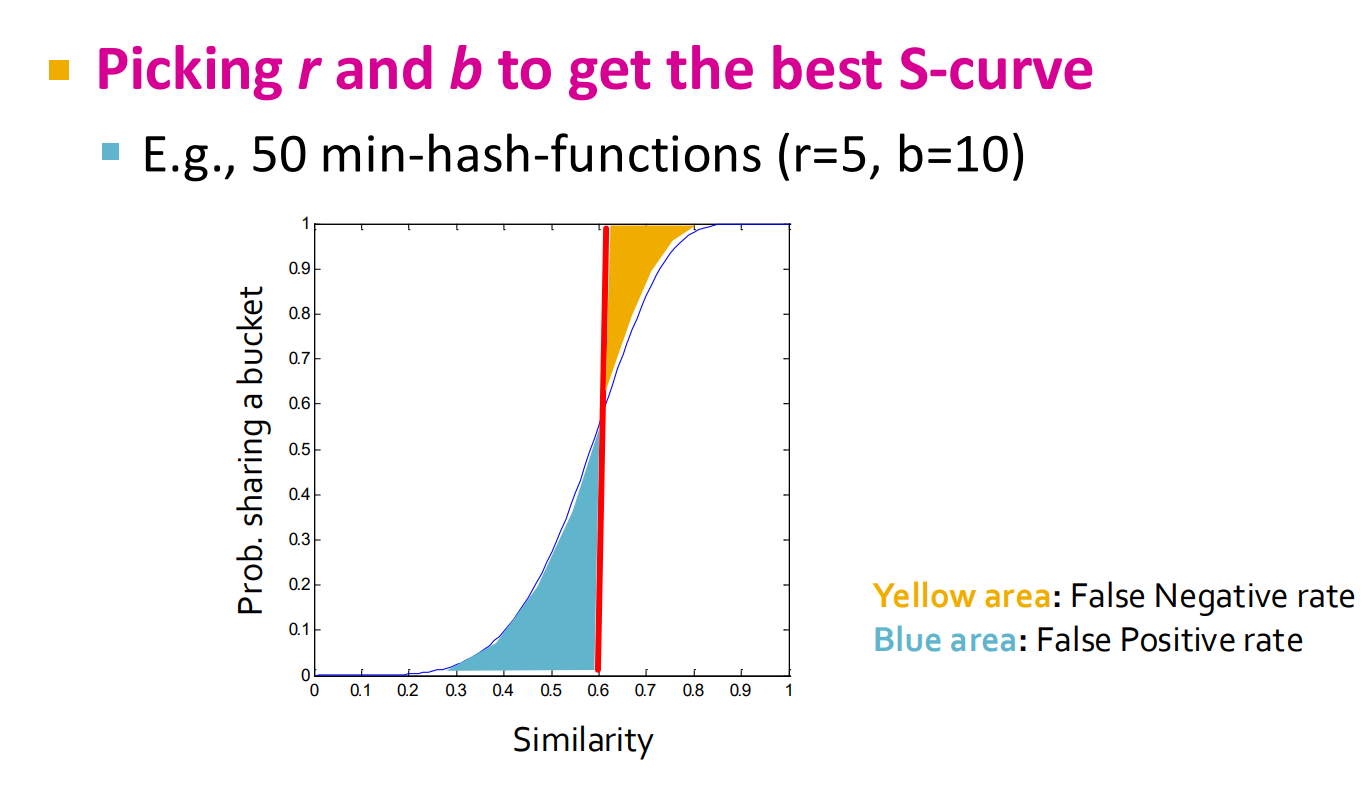 Picking r and b to get the best S-curve
E.g., 50 min-hash-functions (r=5, b=10)
1
0.9
0.8
0.7
0.6
0.5
0.4
0.3
0.2
0.1
0
Prob. sharing a bucket
0 0.1 0.2 0.3 0.4 0.5 0.6 0.7 0.8 0.9 1
Similarity
Yellow area: False Negative rate
Blue area: False Positive rate